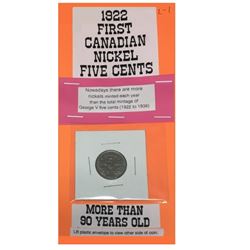 1922
FIRST
CANADIAN
NICKEL
FIVE CENTS
Nowadays there are more
nickels minted each year
than the total mintage of
George V five cents (1922 to 1936)
MORE THAN
90 YEARS OLD
Lift plastic envelope to view other side of coin.